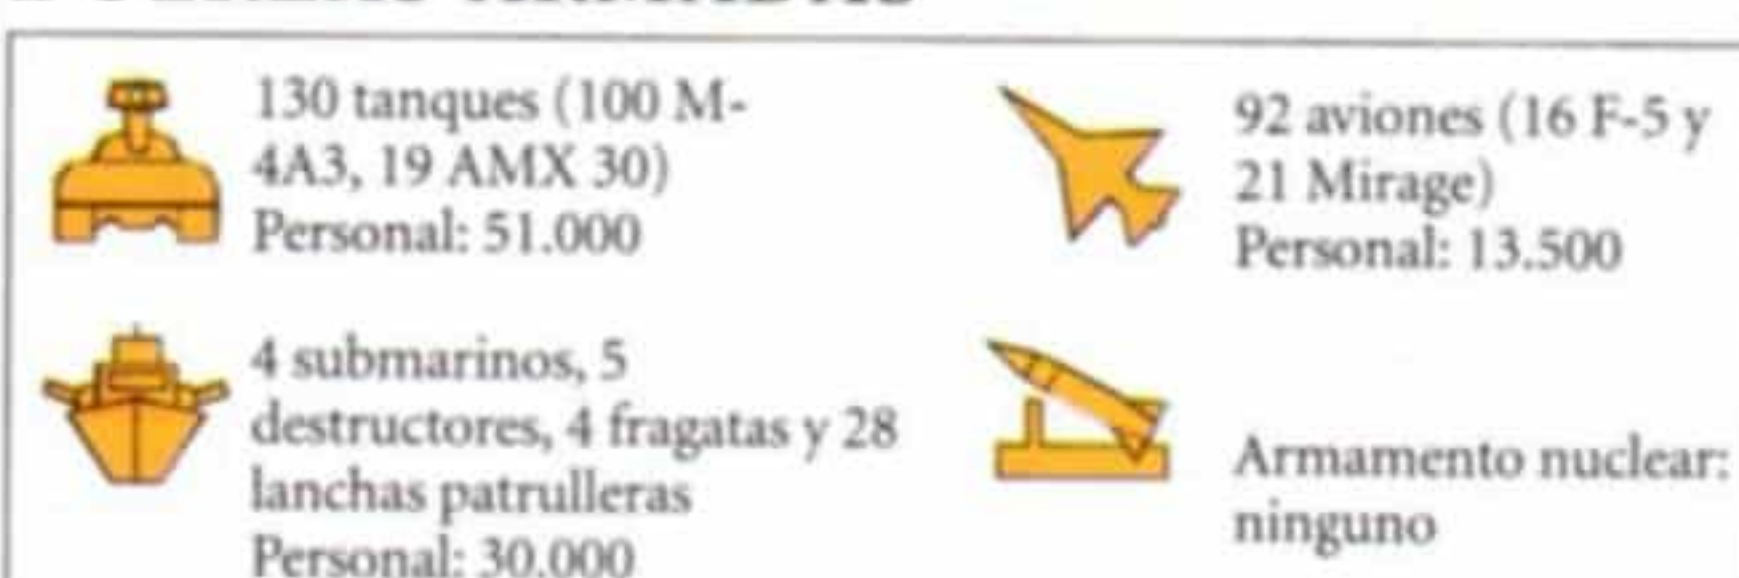 130 tanques (100 M-
4A3, 19 AMX 30)
Personal: 51.000
92 aviones (16 F-5 y
21 Mirage)
Personal: 13.500
4 submarinos, 5
destructores, 4 fragatas y 28
lanchas patrulleras
Personal: 30.000
Armamento nuclear:
ninguno